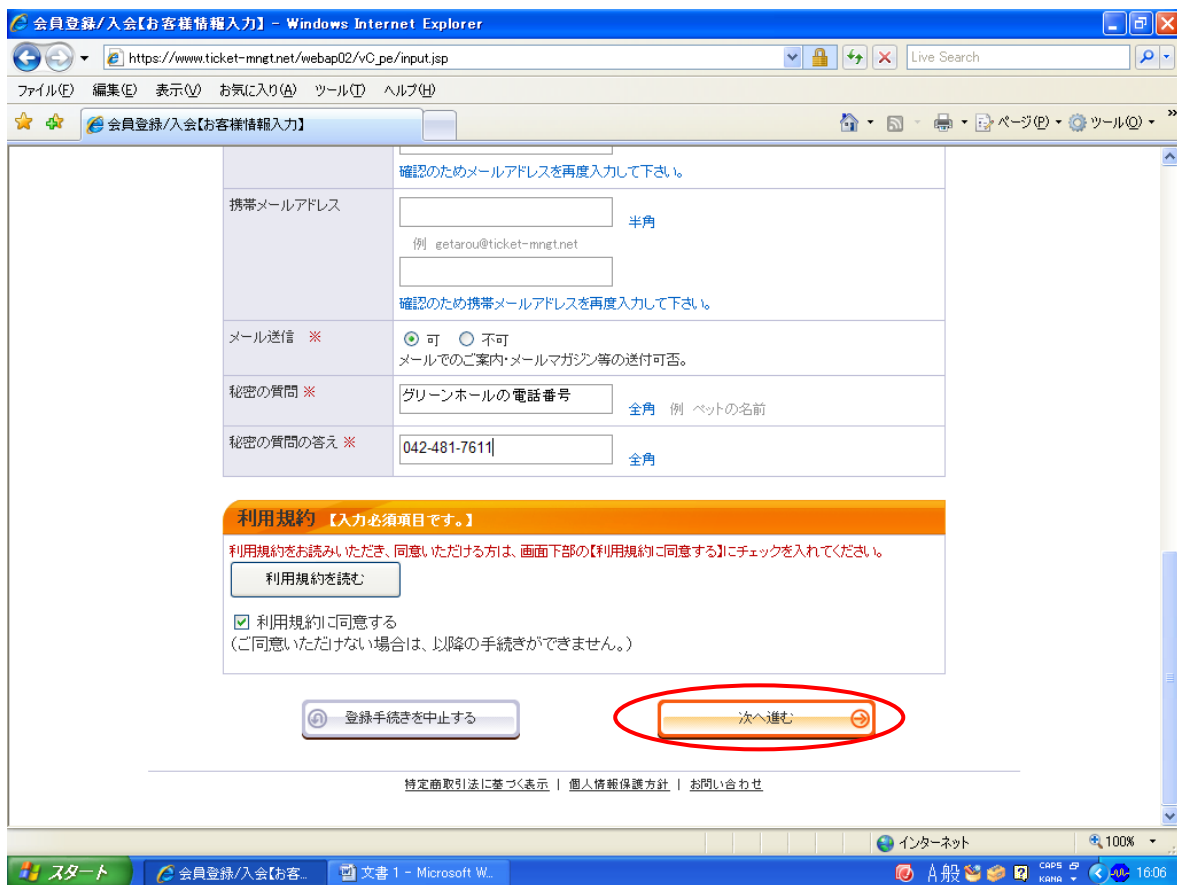 会員登録/入会【お客様情報入力】 - Windows Internet Explorer
https://www.ticket-mngt.net/webap02/vC_pe/input.jsp
Live Search
ファイル(F) 編集(E) 表示(V) お気に入り(A) ツール(T) ヘルプ(H)
会員登録/入会【お客様情報入力】
ページ(P) ツール(O)
確認のためメールアドレスを再度入力して下さい。
携帯メールアドレス
半角
例 getarou@ticket-mngt.net
確認のため携帯メールアドレスを再度入力して下さい。
メール送信 ※
可 不可
メールでのご案内・メールマガジン等の送付可否。
秘密の質問 ※
グリーンホールの電話番号
全角 例 ペットの名前
秘密の質問の答え ※
042-481-7611
全角
利用規約 【入力必須項目です。】
利用規約をお読みいただき、同意いただける方は、画面下部の【利用規約に同意する】にチェックを入れてください。
利用規約を読む
利用規約に同意する
(ご同意いただけない場合は、以降の手続きができません。)
登録手続きを中止する
次へ進む
特定商取引法に基づく表示 | 個人情報保護方針 | お問い合わせ
インターネット
100%
スタート
会員登録/入会【お客...
文書 1 - Microsoft W...
A 般
CAPS
KANA
16:06